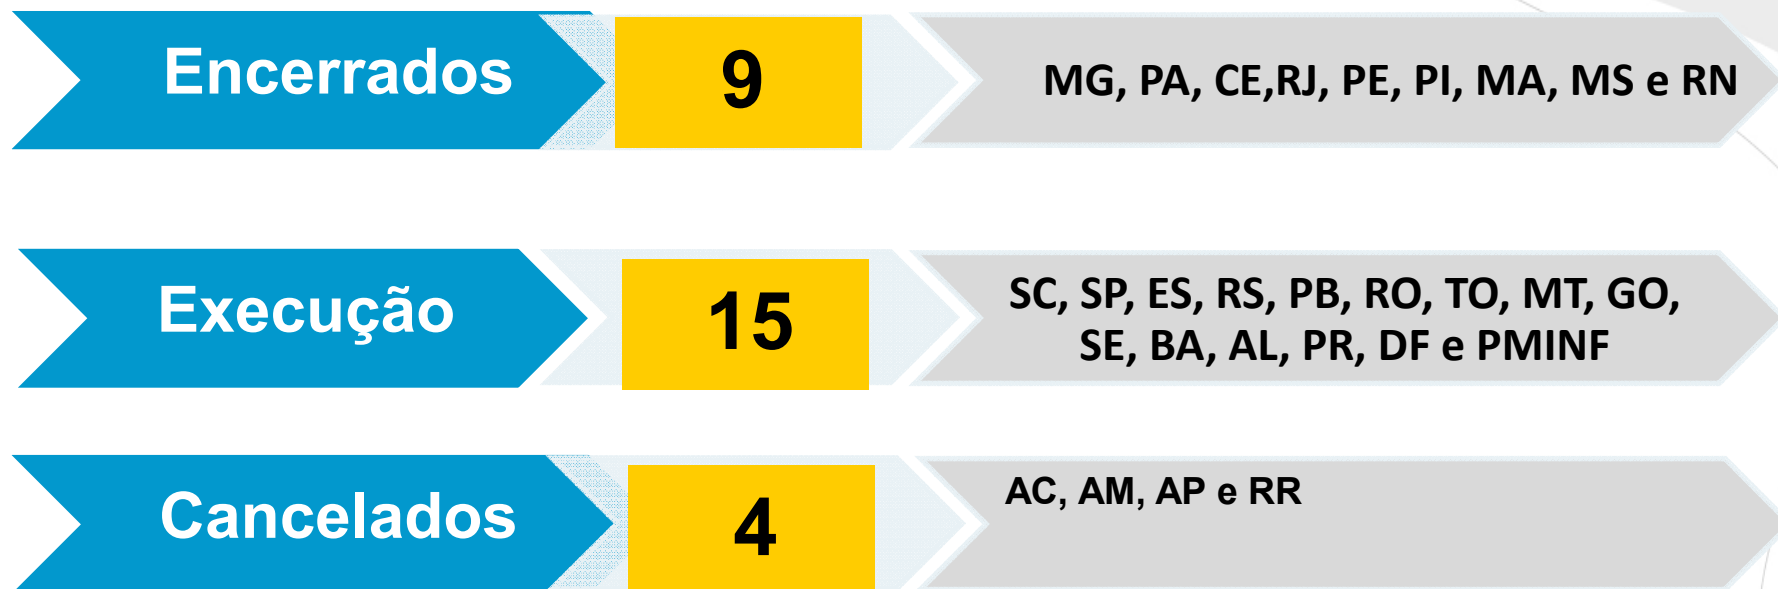 Encerrados
9
MG, PA, CE,RJ, PE, PI, MA, MS e RN
Execução
15
SC, SP, ES, RS, PB, RO, TO, MT, GO,
SE, BA, AL, PR, DF e PMINF
Cancelados
4
AC, AM, AP e RR